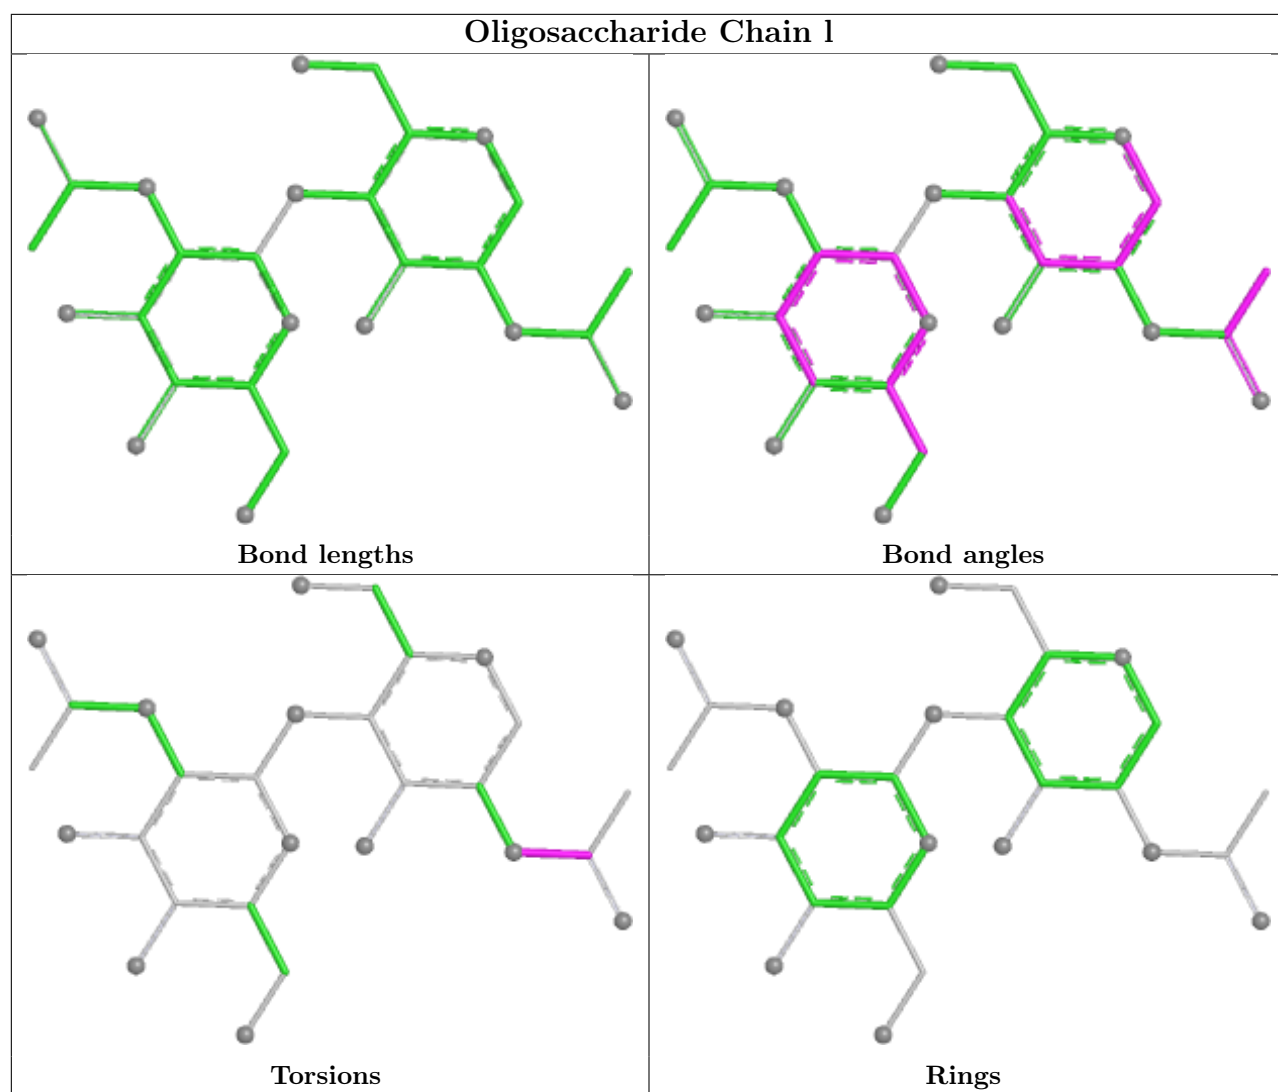 Oligosaccharide Chain l
Bond lengths
Bond angles
Torsions
Rings